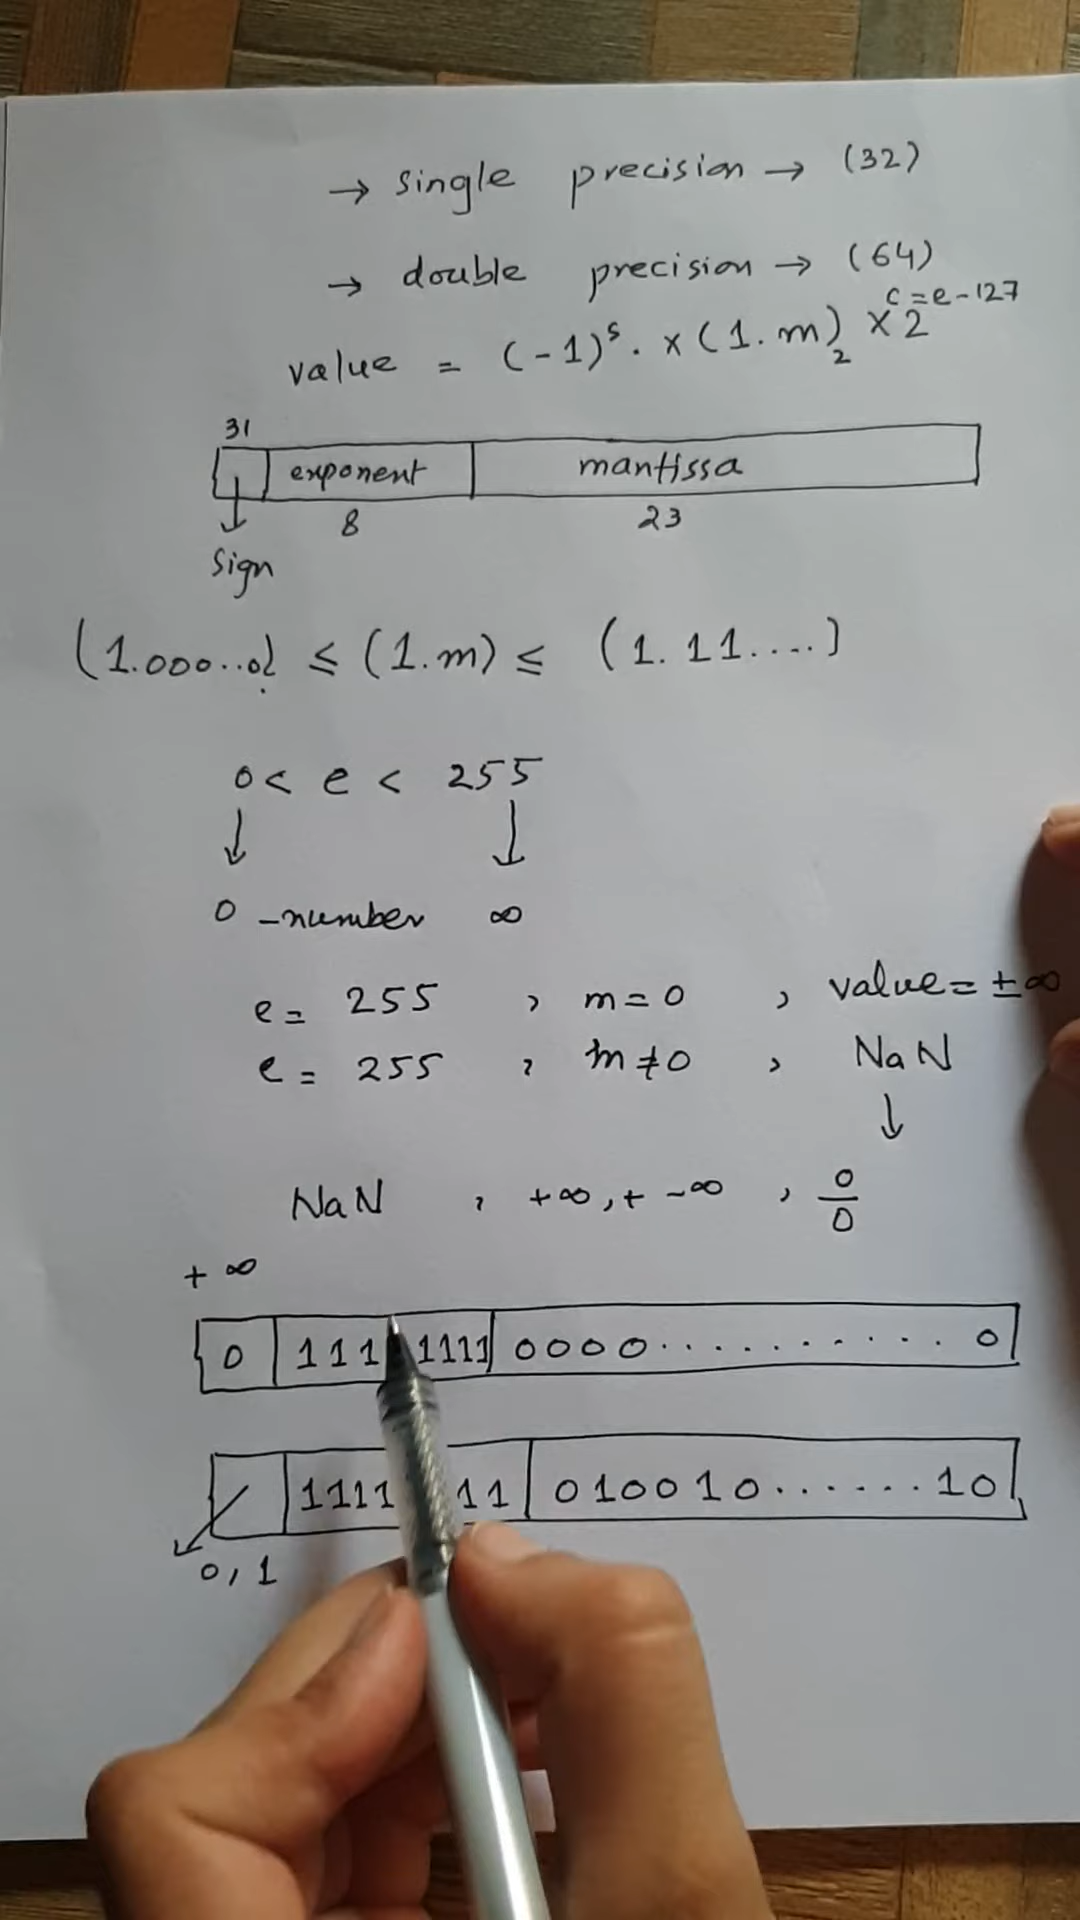 → single precision → (32)
→ double precision → (64)
value = (-1)^s . × (1.m)₂ × 2^c=e-127
31
exponent mantissa
8 23
sign
(1.000..0)₂ ≤ (1.m) ≤ (1.11....)
0 < e < 255
↓ ↓
0 -number ∞
e = 255 , m = 0 , value = ±∞
e = 255 , m ≠ 0 , NaN
↓
NaN , +∞,+ -∞ , 0/0
+ ∞
0 111 1111 0000.......... 0
1111 11 010010.......10
0, 1